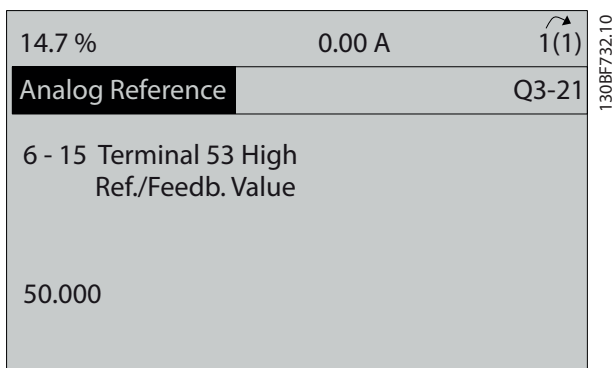 14.7 % 0.00 A 1(1)
Analog Reference Q3-21
6 - 15 Terminal 53 High
Ref./Feedb. Value
50.000
130BF732.10